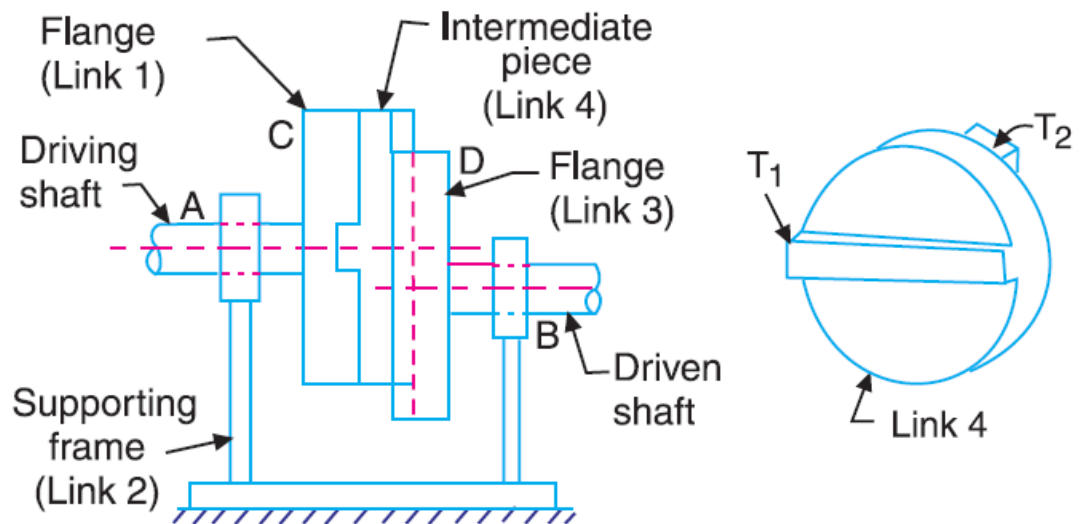 Flange
(Link 1)
Intermediate
piece
(Link 4)
C
Driving
shaft
A
D
Flange
(Link 3)
B
Driven
shaft
Supporting
frame
(Link 2)
T1
T2
Link 4